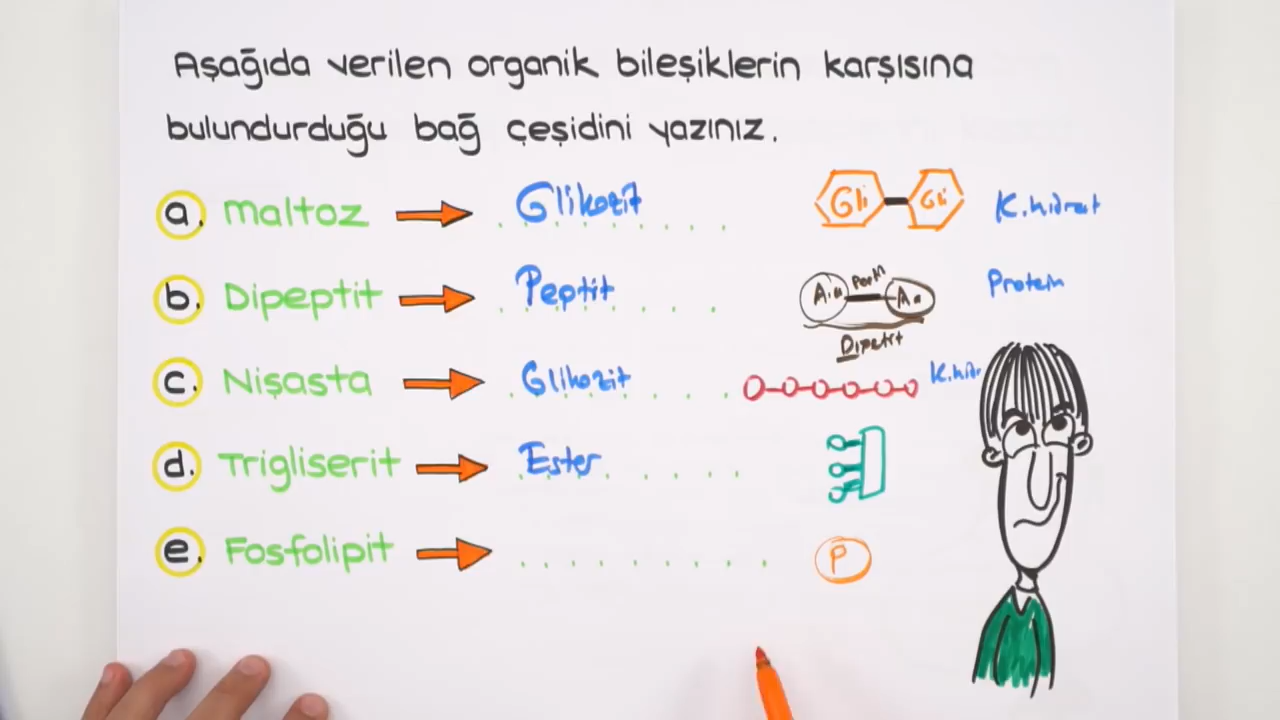 Aşağıda verilen organik bileşiklerin karşısına
bulundurduğu bağ çeşidini yazınız.
a. Maltoz → Glikozit Gli Gli K.hidrat
b. Dipeptit → Peptit A.a A.a Protein
Dipeptit
c. Nişasta → Glikozit K.hidr
d. Trigliserit → Ester
e. Fosfolipit → P